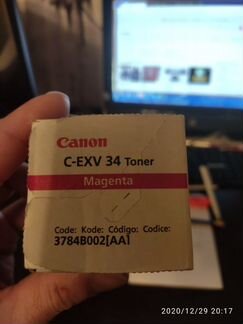 Canon
C-EXV 34 Toner
Magenta
Code: Kode: Código: Codice:
3784B002[AA]
2020/12/29 20:17